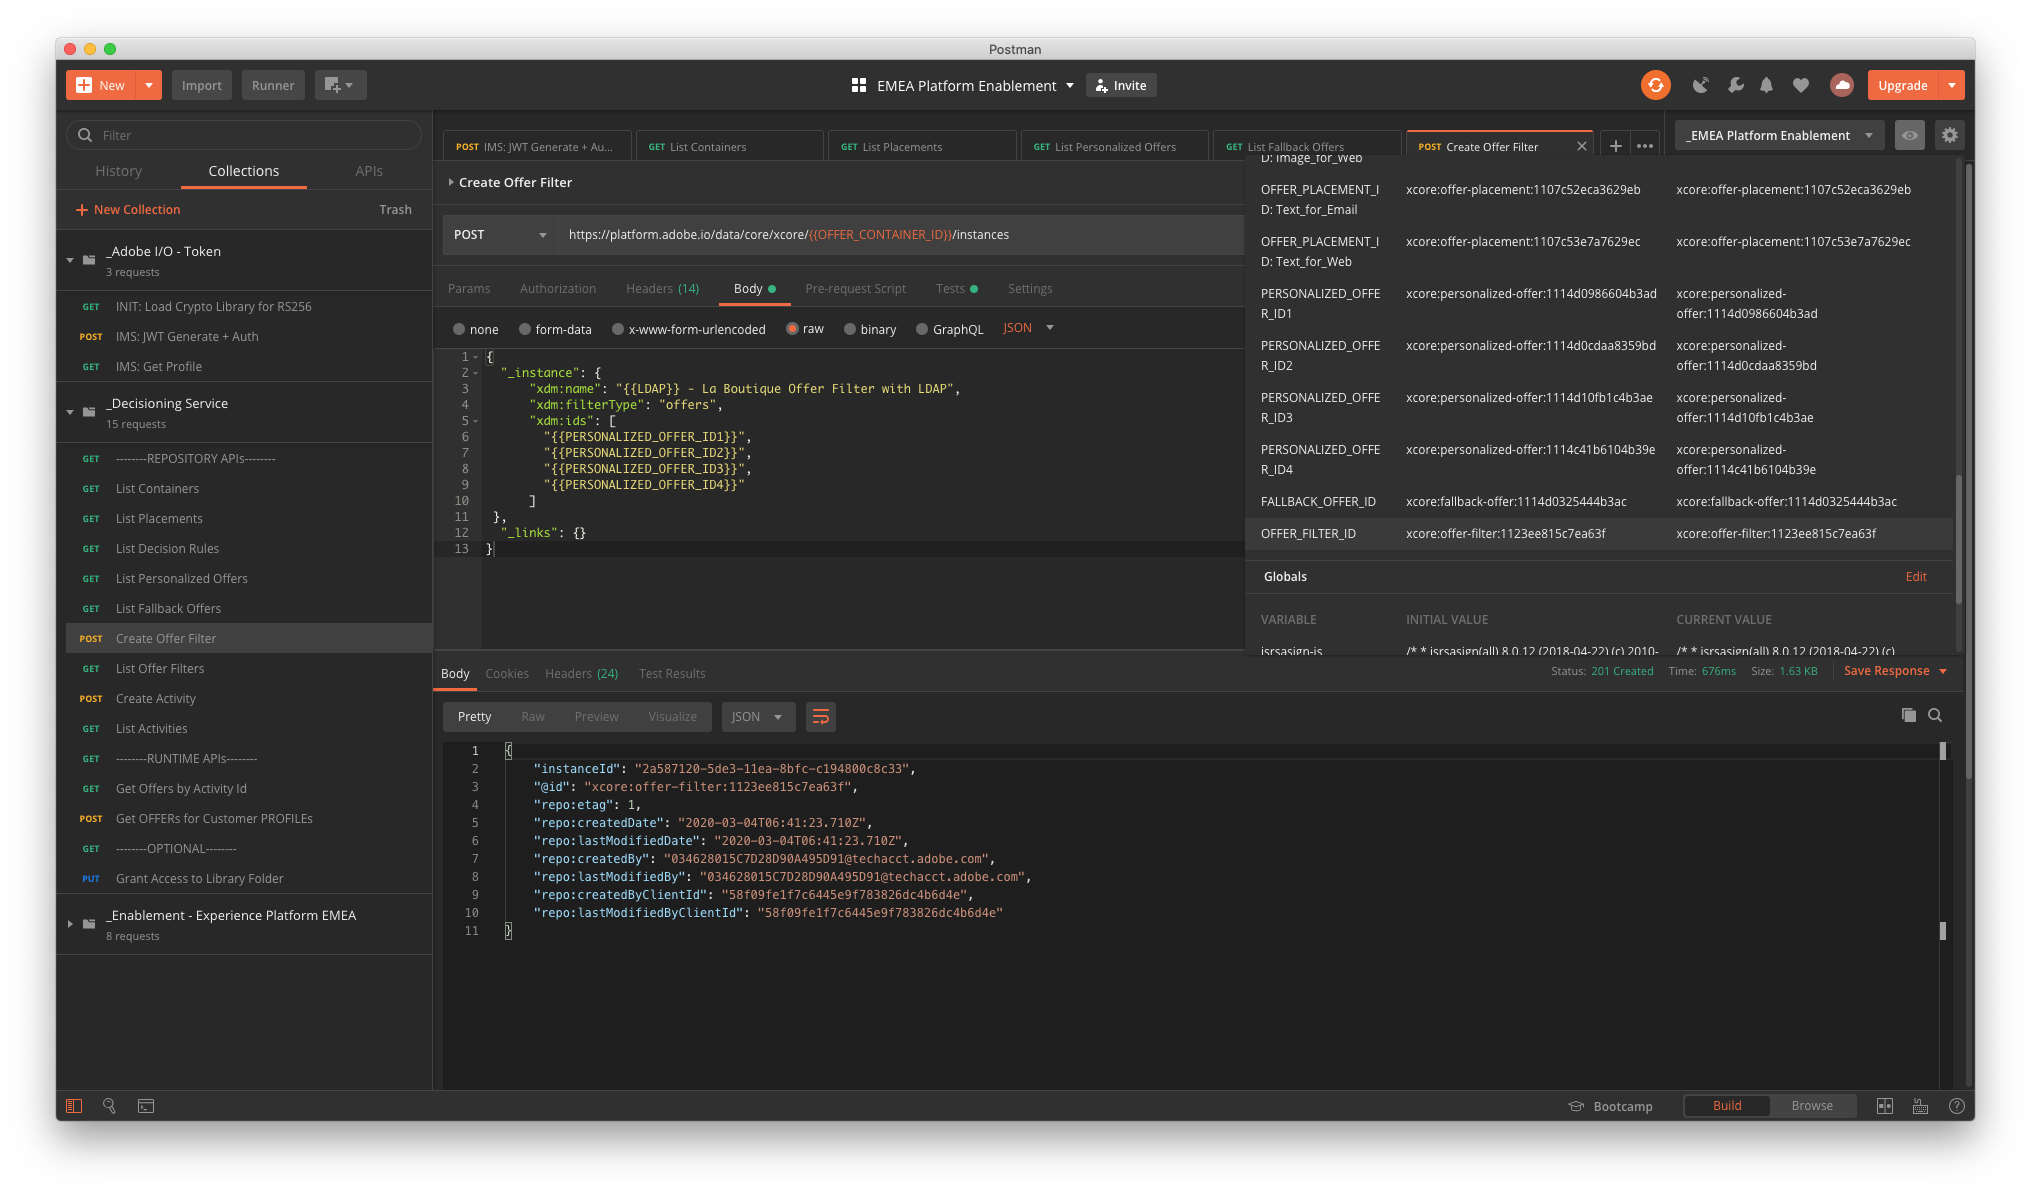 Postman
New
Import
Runner
EMEA Platform Enablement
Invite
Upgrade
Filter
History
Collections
APIs
New Collection
Trash
_Adobe I/O - Token
3 requests
GET INIT: Load Crypto Library for RS256
POST IMS: JWT Generate + Auth
GET IMS: Get Profile
_Decisioning Service
15 requests
GET --------REPOSITORY APIs--------
GET List Containers
GET List Placements
GET List Decision Rules
GET List Personalized Offers
GET List Fallback Offers
POST Create Offer Filter
GET List Offer Filters
POST Create Activity
GET List Activities
GET --------RUNTIME APIs--------
GET Get Offers by Activity Id
POST Get OFFERs for Customer PROFILEs
GET --------OPTIONAL--------
PUT Grant Access to Library Folder
_Enablement - Experience Platform EMEA
8 requests
POST IMS: JWT Generate + Au...
GET List Containers
GET List Placements
GET List Personalized Offers
GET List Fallback Offers
POST Create Offer Filter
_EMEA Platform Enablement
Create Offer Filter
POST
https://platform.adobe.io/data/core/xcore/{{OFFER_CONTAINER_ID}}/instances
Params Authorization Headers (14) Body Pre-request Script Tests Settings
none form-data x-www-form-urlencoded raw binary GraphQL JSON
1 {
2 "_instance": {
3 "xdm:name": "{{LDAP}} - La Boutique Offer Filter with LDAP",
4 "xdm:filterType": "offers",
5 "xdm:ids": [
6 "{{PERSONALIZED_OFFER_ID1}}",
7 "{{PERSONALIZED_OFFER_ID2}}",
8 "{{PERSONALIZED_OFFER_ID3}}",
9 "{{PERSONALIZED_OFFER_ID4}}"
10 ]
11 },
12 "_links": {}
13 }
D: Image_for_Web
OFFER_PLACEMENT_I xcore:offer-placement:1107c52eca3629eb xcore:offer-placement:1107c52eca3629eb
D: Text_for_Email
OFFER_PLACEMENT_I xcore:offer-placement:1107c53e7a7629ec xcore:offer-placement:1107c53e7a7629ec
D: Text_for_Web
PERSONALIZED_OFFE xcore:personalized-offer:1114d0986604b3ad xcore:personalized-
R_ID1 offer:1114d0986604b3ad
PERSONALIZED_OFFE xcore:personalized-offer:1114d0cdaa8359bd xcore:personalized-
R_ID2 offer:1114d0cdaa8359bd
PERSONALIZED_OFFE xcore:personalized-offer:1114d10fb1c4b3ae xcore:personalized-
R_ID3 offer:1114d10fb1c4b3ae
PERSONALIZED_OFFE xcore:personalized-offer:1114c41b6104b39e xcore:personalized-
R_ID4 offer:1114c41b6104b39e
FALLBACK_OFFER_ID xcore:fallback-offer:1114d0325444b3ac xcore:fallback-offer:1114d0325444b3ac
OFFER_FILTER_ID xcore:offer-filter:1123ee815c7ea63f xcore:offer-filter:1123ee815c7ea63f
Globals Edit
VARIABLE INITIAL VALUE CURRENT VALUE
jsrsasign-js /* * jsrsasign(all) 8.0.12 (2018-04-22) (c) 2010- /* * jsrsasign(all) 8.0.12 (2018-04-22) (c)
Body Cookies Headers (24) Test Results
Status: 201 Created Time: 676ms Size: 1.63 KB Save Response
Pretty Raw Preview Visualize JSON
1 {
2 "instanceId": "2a587120-5de3-11ea-8bfc-c194800c8c33",
3 "@id": "xcore:offer-filter:1123ee815c7ea63f",
4 "repo:etag": 1,
5 "repo:createdDate": "2020-03-04T06:41:23.710Z",
6 "repo:lastModifiedDate": "2020-03-04T06:41:23.710Z",
7 "repo:createdBy": "034628015C7D28D90A495D91@techacct.adobe.com",
8 "repo:lastModifiedBy": "034628015C7D28D90A495D91@techacct.adobe.com",
9 "repo:createdByClientId": "58f09fe1f7c6445e9f783826dc4b6d4e",
10 "repo:lastModifiedByClientId": "58f09fe1f7c6445e9f783826dc4b6d4e"
11 }
Bootcamp
Build
Browse